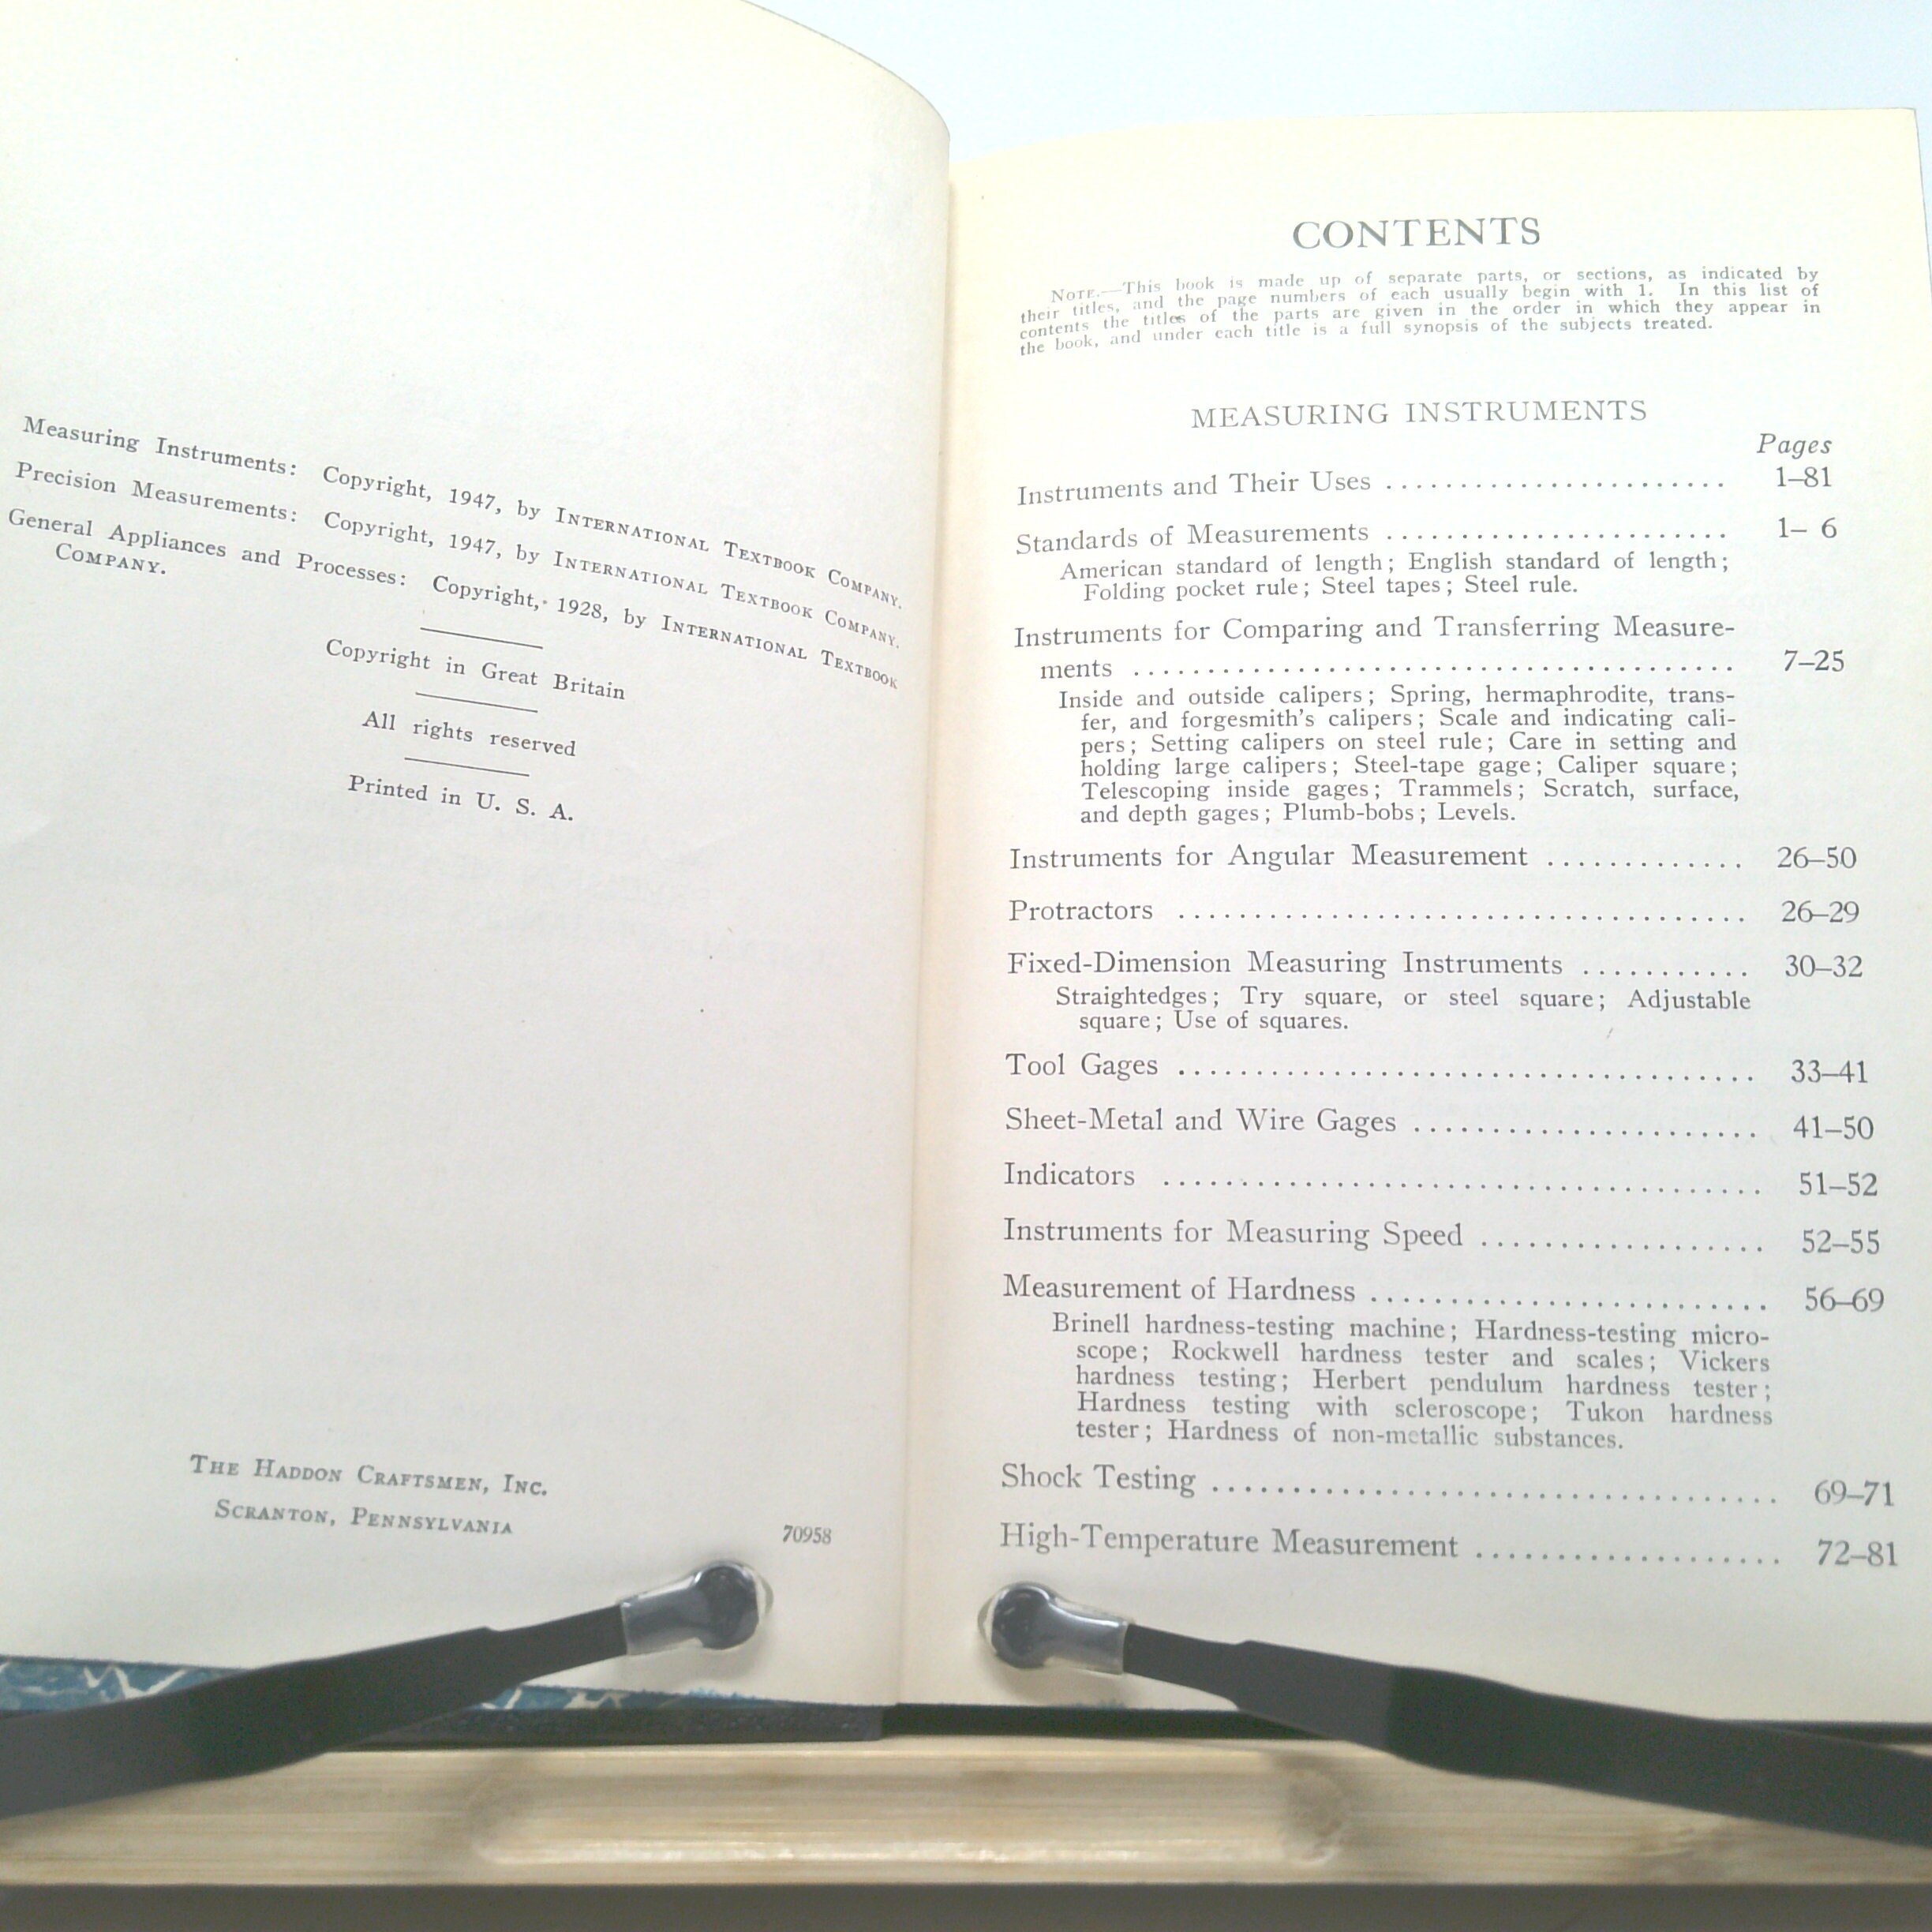 Measuring Instruments: Copyright, 1947, by INTERNATIONAL TEXTBOOK COMPANY.
Precision Measurements: Copyright, 1947, by INTERNATIONAL TEXTBOOK COMPANY.
General Appliances and Processes: Copyright, 1928, by INTERNATIONAL TEXTBOOK
COMPANY.
Copyright in Great Britain
All rights reserved
Printed in U. S. A.
THE HADDON CRAFTSMEN, INC.
SCRANTON, PENNSYLVANIA
70958
CONTENTS
NOTE.—This book is made up of separate parts, or sections, as indicated by
their titles, and the page numbers of each usually begin with 1. In this list of
contents the titles of the parts are given in the order in which they appear in
the book, and under each title is a full synopsis of the subjects treated.
MEASURING INSTRUMENTS
Pages
Instruments and Their Uses ........................ 1–81
Standards of Measurements ........................ 1– 6
American standard of length; English standard of length;
Folding pocket rule; Steel tapes; Steel rule.
Instruments for Comparing and Transferring Measure-
ments ........................................ 7–25
Inside and outside calipers; Spring, hermaphrodite, trans-
fer, and forgesmith's calipers; Scale and indicating cali-
pers; Setting calipers on steel rule; Care in setting and
holding large calipers; Steel-tape gage; Caliper square;
Telescoping inside gages; Trammels; Scratch, surface,
and depth gages; Plumb-bobs; Levels.
Instruments for Angular Measurement ............. 26–50
Protractors ...................................... 26–29
Fixed-Dimension Measuring Instruments ........... 30–32
Straightedges; Try square, or steel square; Adjustable
square; Use of squares.
Tool Gages ...................................... 33–41
Sheet-Metal and Wire Gages ....................... 41–50
Indicators ....................................... 51–52
Instruments for Measuring Speed ................... 52–55
Measurement of Hardness .......................... 56–69
Brinell hardness-testing machine; Hardness-testing micro-
scope; Rockwell hardness tester and scales; Vickers
hardness testing; Herbert pendulum hardness tester;
Hardness testing with scleroscope; Tukon hardness
tester; Hardness of non-metallic substances.
Shock Testing .................................... 69–71
High-Temperature Measurement .................... 72–81